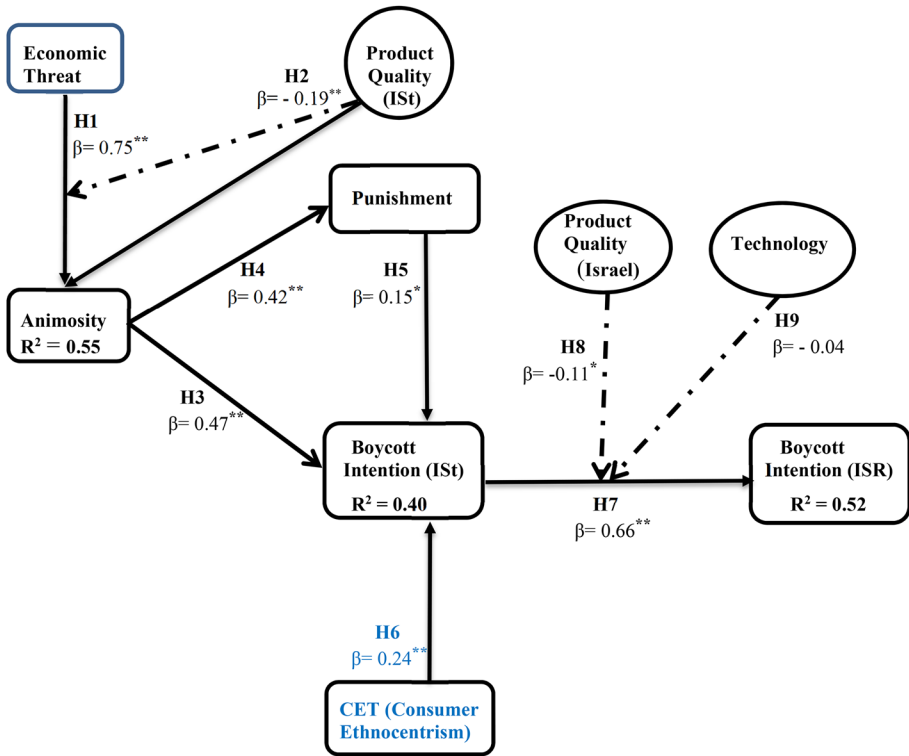 Economic
Threat
Product
Quality
(ISt)
H2
β= - 0.19**
H1
β= 0.75**
Punishment
Product
Quality
(Israel)
Technology
H4
β= 0.42**
H5
β= 0.15*
Animosity
R² = 0.55
H9
β= - 0.04
H8
β= -0.11*
H3
β= 0.47**
Boycott
Intention (ISt)
R² = 0.40
Boycott
Intention (ISR)
R² = 0.52
H7
β= 0.66**
H6
β= 0.24**
CET (Consumer
Ethnocentrism)